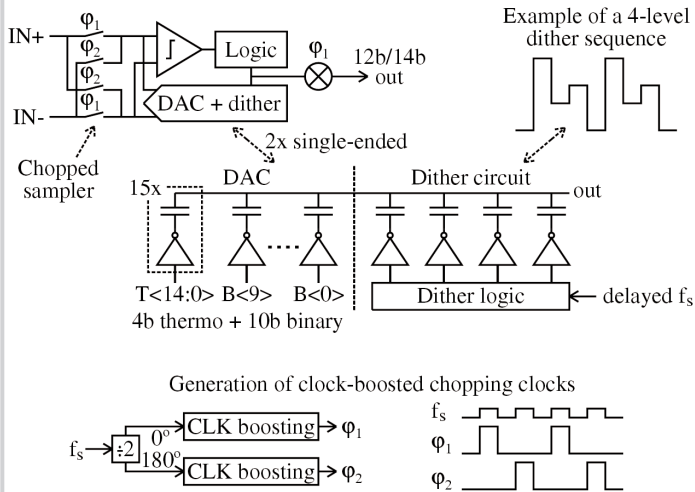 φ1
IN+
φ2
φ2
IN-
φ1
Chopped
sampler
Logic
φ1
12b/14b
out
DAC + dither
2x single-ended
Example of a 4-level
dither sequence
15x
DAC
Dither circuit
out
T<14:0> B<9> B<0>
4b thermo + 10b binary
Dither logic
delayed fs
Generation of clock-boosted chopping clocks
fs
÷2
0º
180º
CLK boosting
φ1
CLK boosting
φ2
fs
φ1
φ2